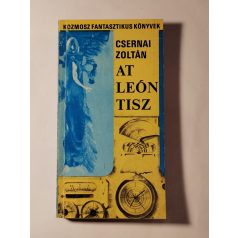 KOZMOSZ FANTASZTIKUS KÖNYVEK
CSERNAI
ZOLTÁN
AT
LEÓN
TISZ